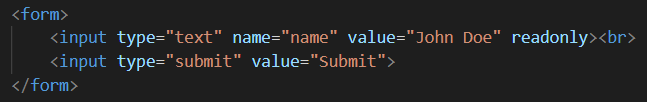 <form>
    <input type="text" name="name" value="John Doe" readonly><br>
    <input type="submit" value="Submit">
</form>